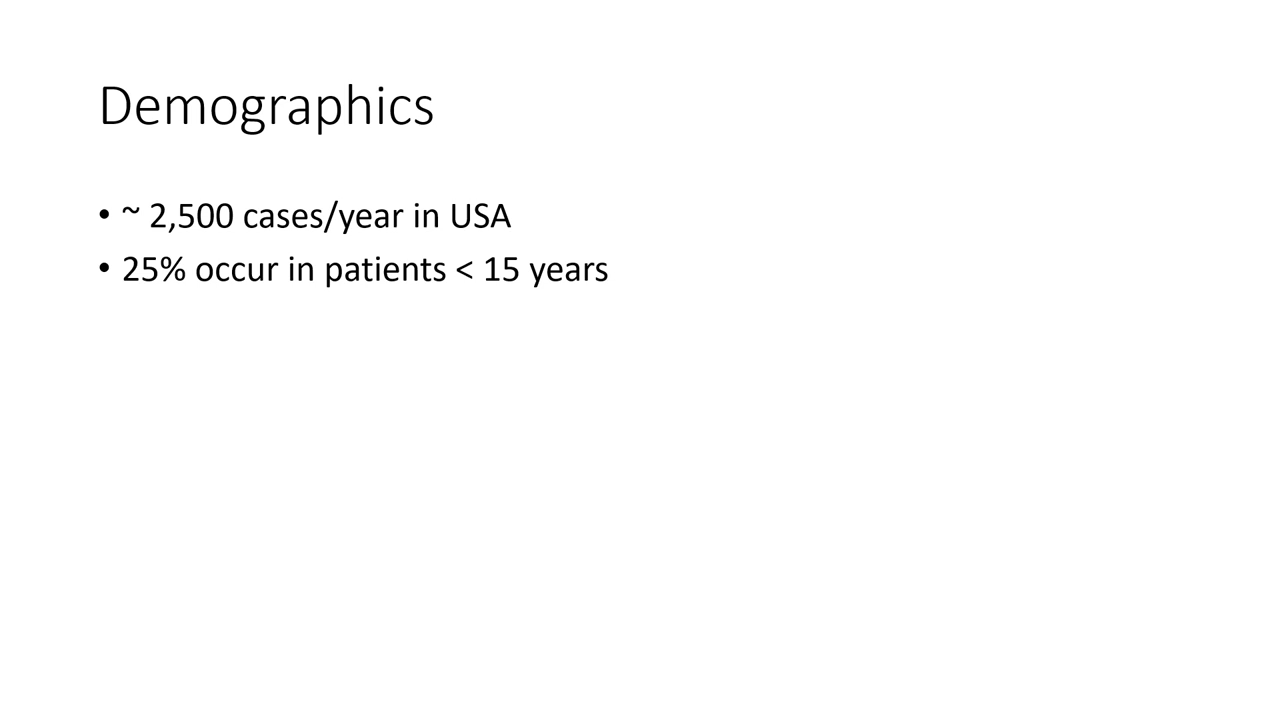 Demographics
• ~ 2,500 cases/year in USA
• 25% occur in patients < 15 years